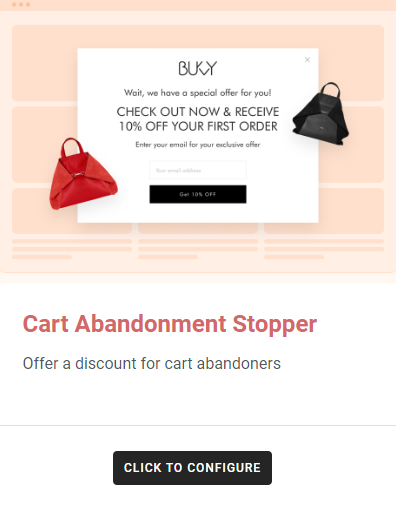 BUKY
Wait, we have a special offer for you!
CHECK OUT NOW & RECEIVE
10% OFF YOUR FIRST ORDER
Enter your email for your exclusive offer
Your email address
Get 10% OFF
Cart Abandonment Stopper
Offer a discount for cart abandoners
CLICK TO CONFIGURE